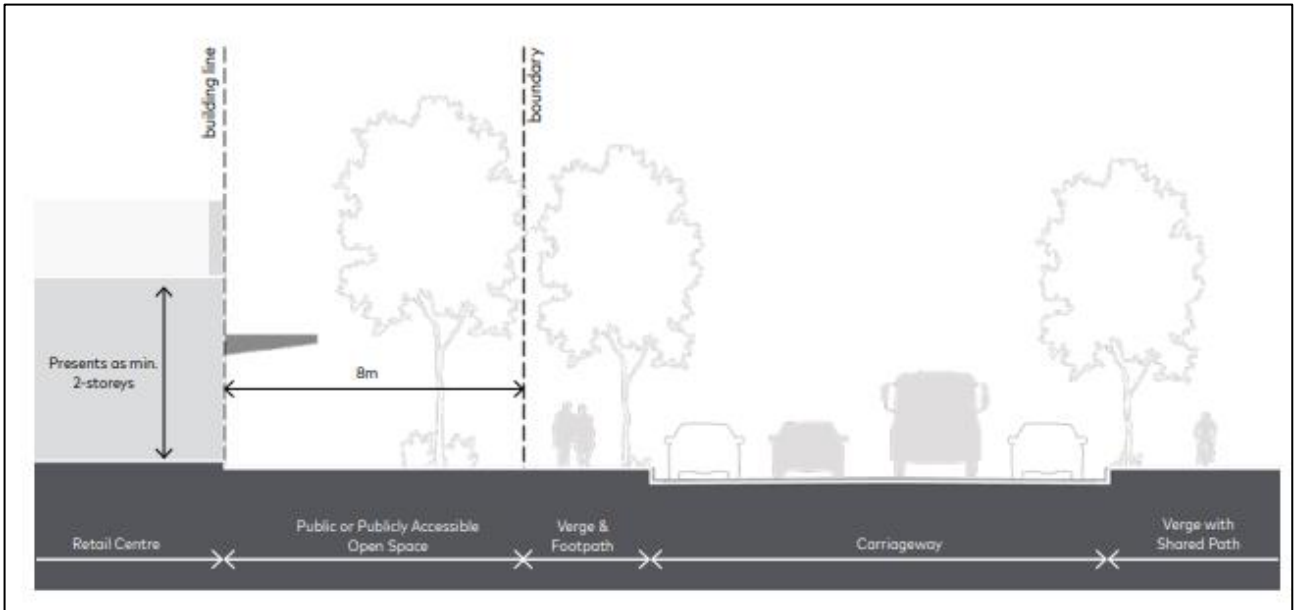 building line
boundary
Presents as min.
2-storeys
8m
Retail Centre
Public or Publicly Accessible
Open Space
Verge &
Footpath
Carriageway
Verge with
Shared Path